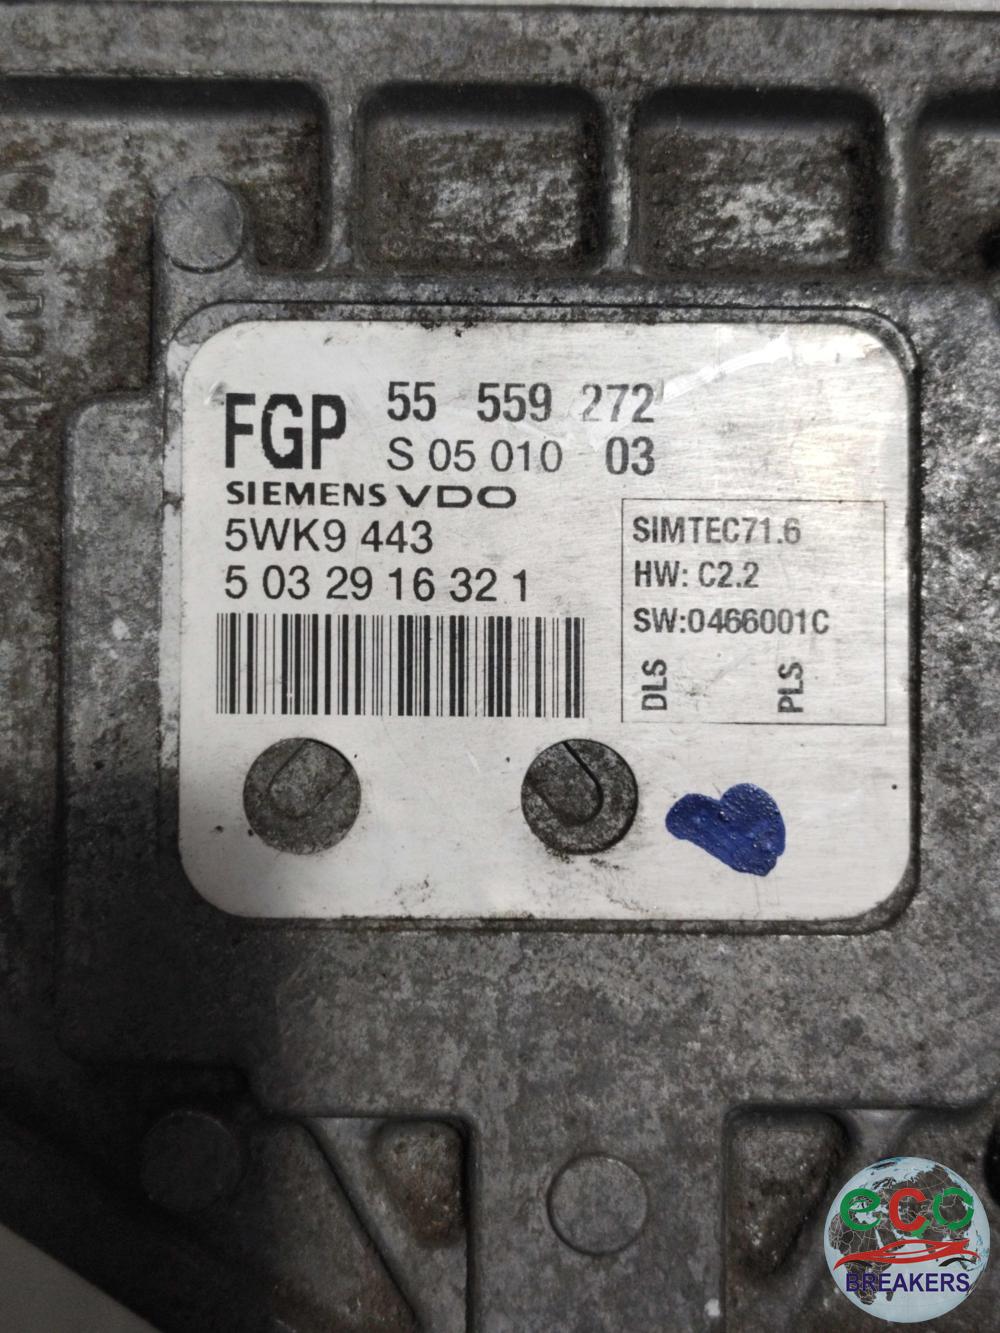 FGP 55 559 272
S 05 010 03
SIEMENS VDO
5WK9 443
5 03 29 16 32 1
SIMTEC71.6
HW: C2.2
SW:0466001C
DLS PLS
eco
BREAKERS